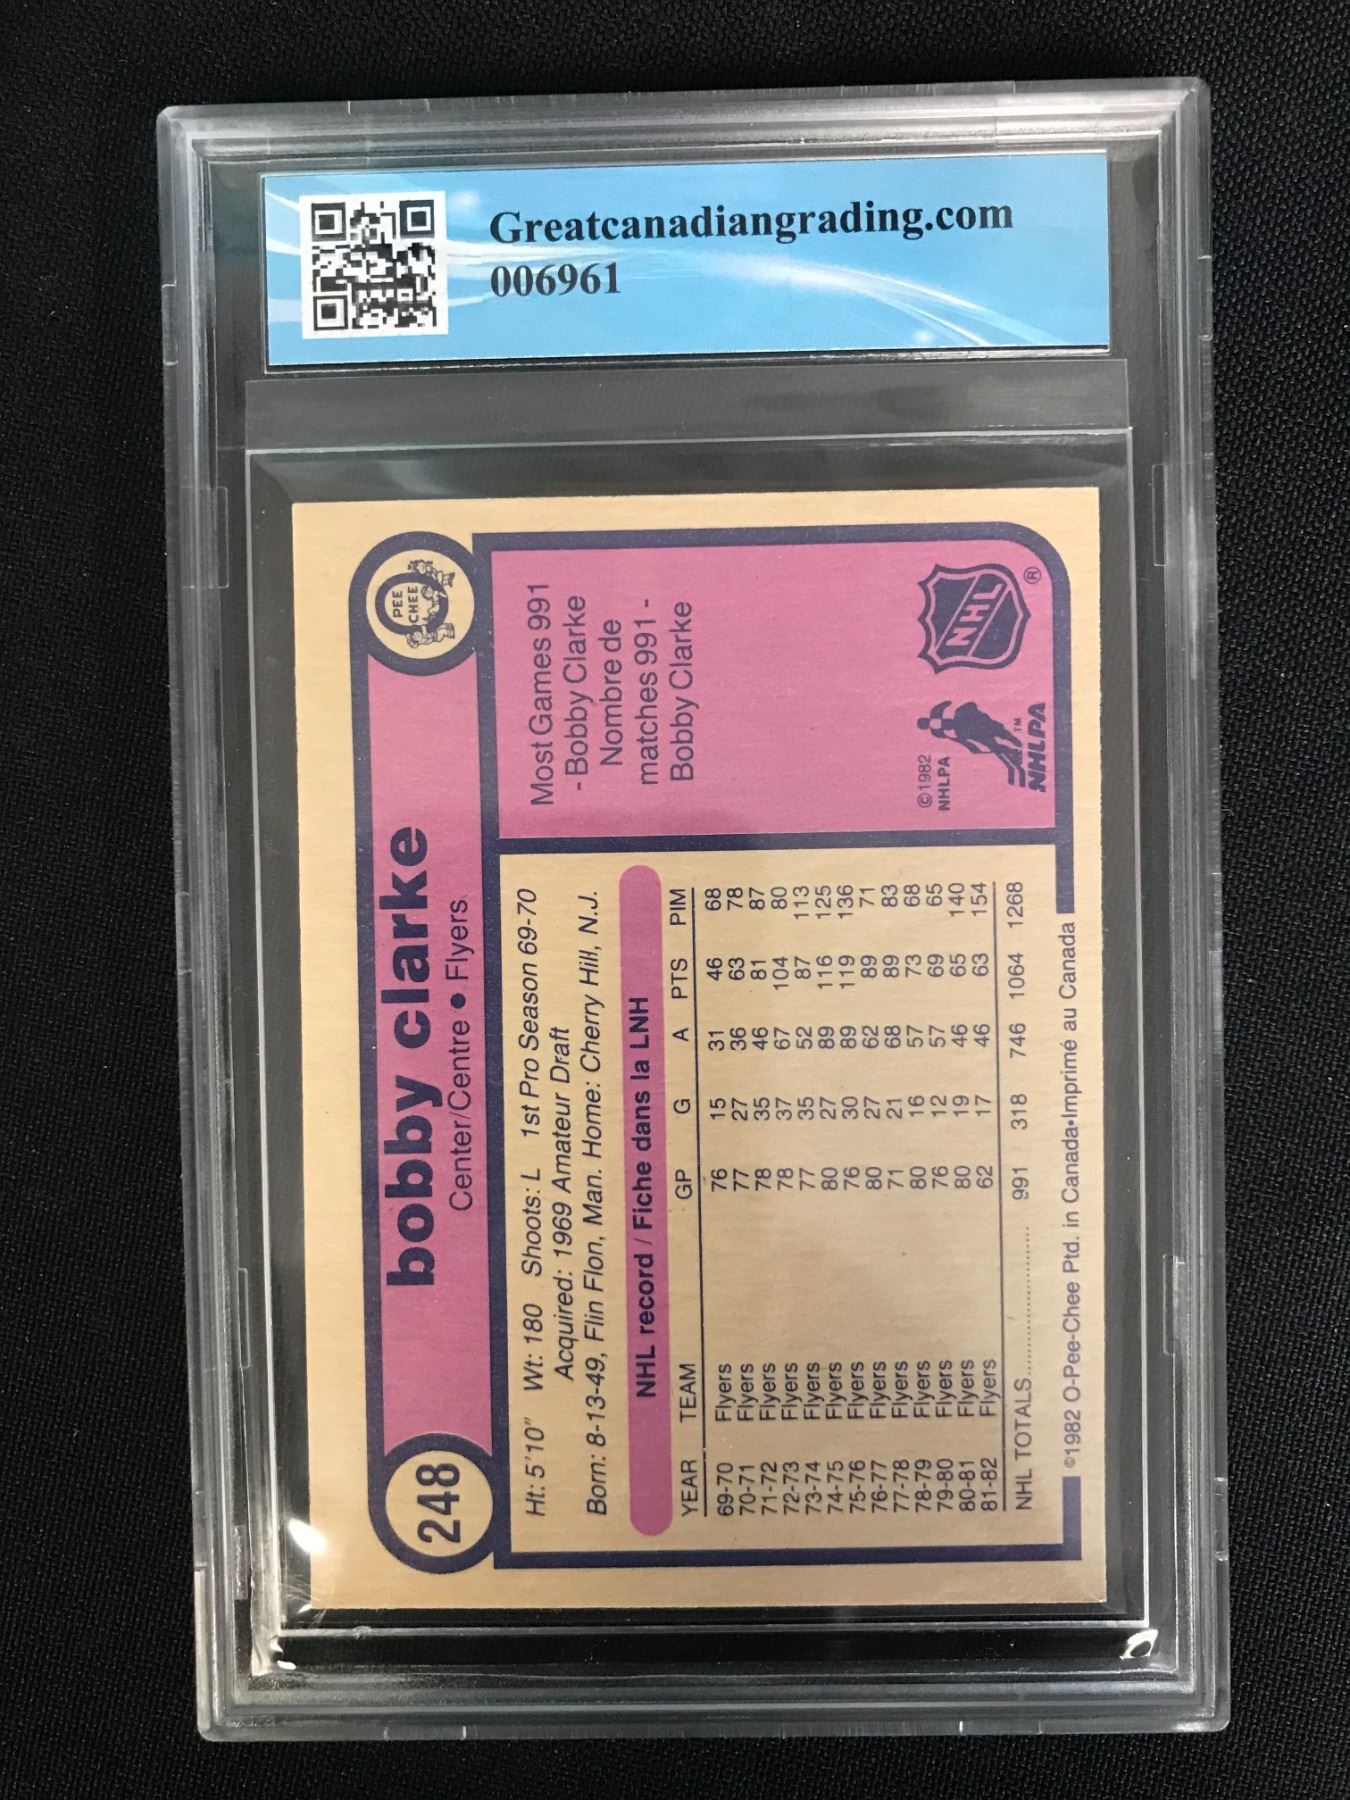 Greatcanadiangrading.com
006961
248
bobby clarke
Center/Centre • Flyers
PEE
CHEE
Ht: 5'10" Wt: 180 Shoots: L 1st Pro Season 69-70
Acquired: 1969 Amateur Draft
Born: 8-13-49, Flin Flon, Man. Home: Cherry Hill, N.J.
NHL record / Fiche dans la LNH
YEAR TEAM GP G A PTS PIM
69-70 Flyers 76 15 31 46 68
70-71 Flyers 77 27 36 63 78
71-72 Flyers 78 35 46 81 87
72-73 Flyers 78 37 67 104 80
73-74 Flyers 77 35 52 87 113
74-75 Flyers 80 27 89 116 125
75-76 Flyers 76 30 89 119 136
76-77 Flyers 80 27 62 89 71
77-78 Flyers 71 21 68 89 83
78-79 Flyers 80 16 57 73 68
79-80 Flyers 76 12 57 69 65
80-81 Flyers 80 19 46 65 140
81-82 Flyers 62 17 46 63 154
NHL TOTALS.................... 991 318 746 1064 1268
©1982 O-Pee-Chee Ptd. in Canada•Imprimé au Canada
Most Games 991
- Bobby Clarke
Nombre de
matches 991 -
Bobby Clarke
©1982
NHLPA
NHLPA™
NHL®